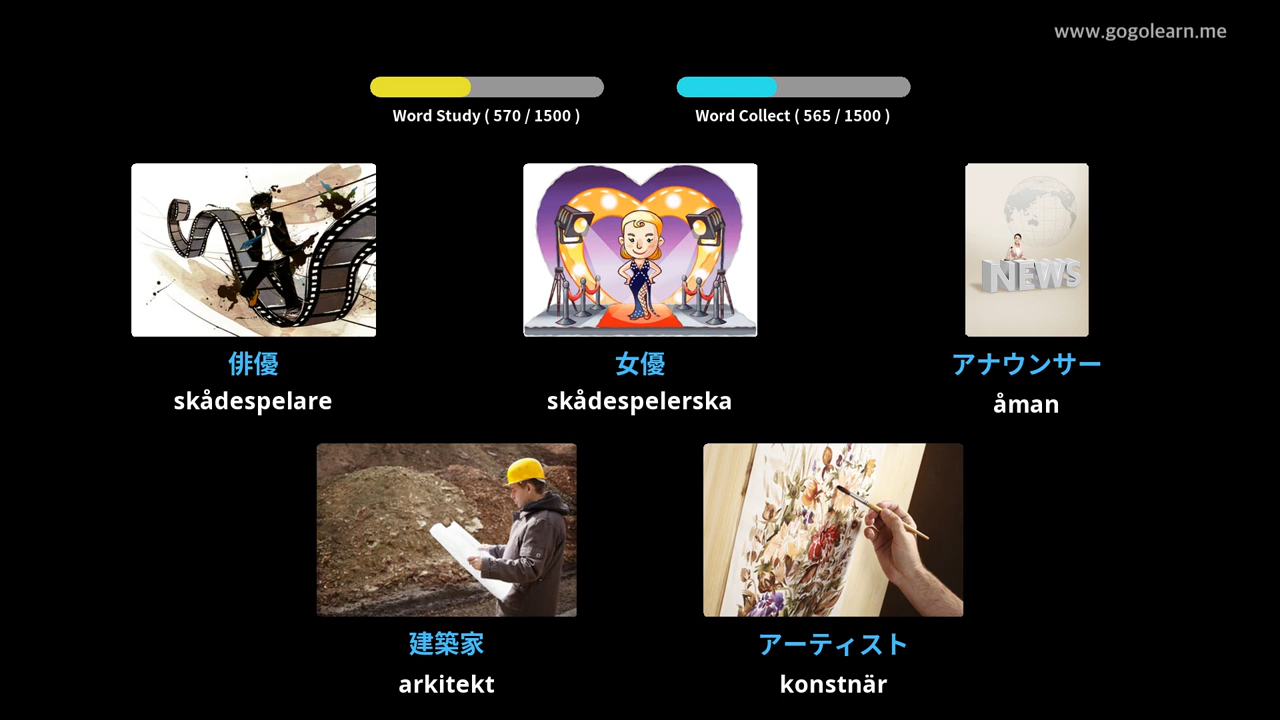 www.gogolearn.me
Word Study ( 570 / 1500 )
Word Collect ( 565 / 1500 )
俳優
skådespelare
女優
skådespelerska
NEWS
アナウンサー
åman
建築家
arkitekt
アーティスト
konstnär